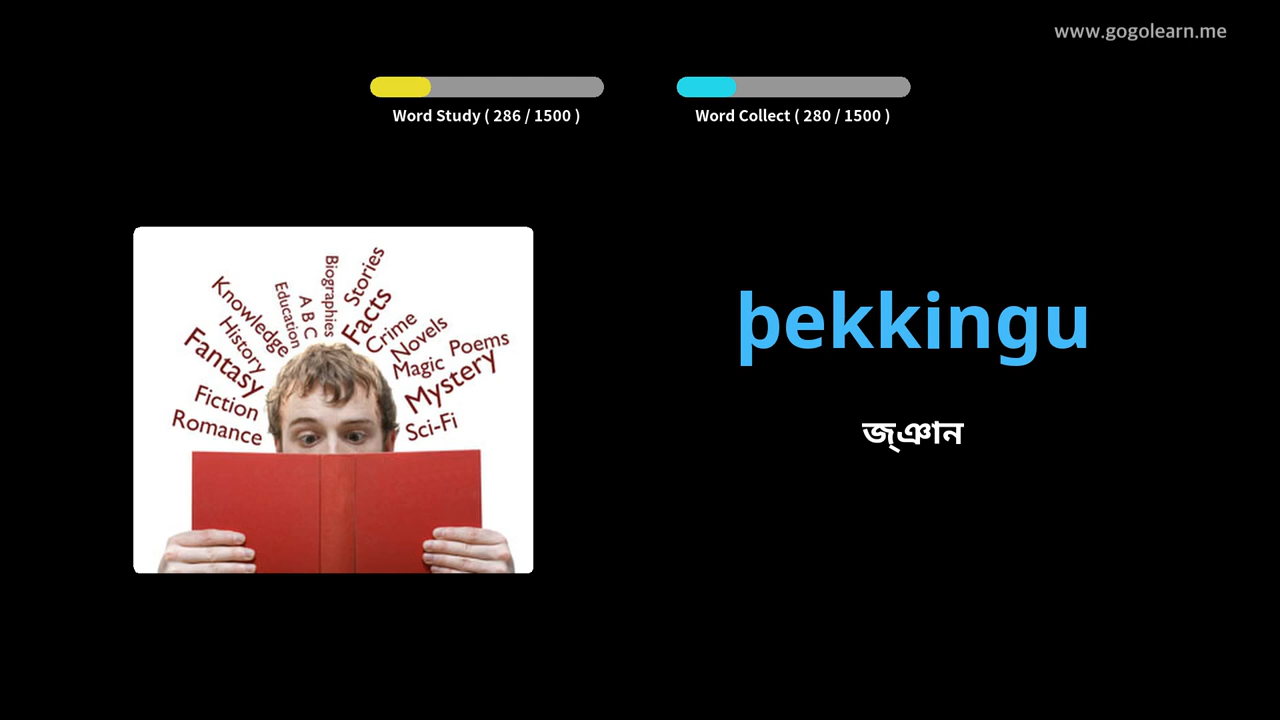 www.gogolearn.me
Word Study ( 286 / 1500 )
Word Collect ( 280 / 1500 )
Stories
Biographies
Facts
A B C
Education
Knowledge
History
Crime
Novels
Poems
Magic
Fantasy
Mystery
Fiction
Sci-Fi
Romance
þekkingu
জ্ঞান